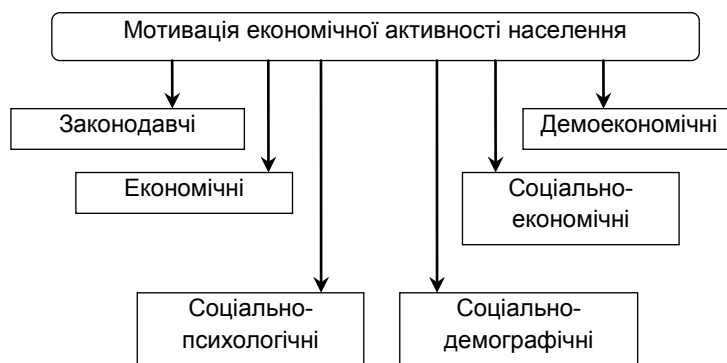 Мотивація економічної активності населення
Законодавчі
Демоекономічні
Економічні
Соціально-
економічні
Соціально-
психологічні
Соціально-
демографічні